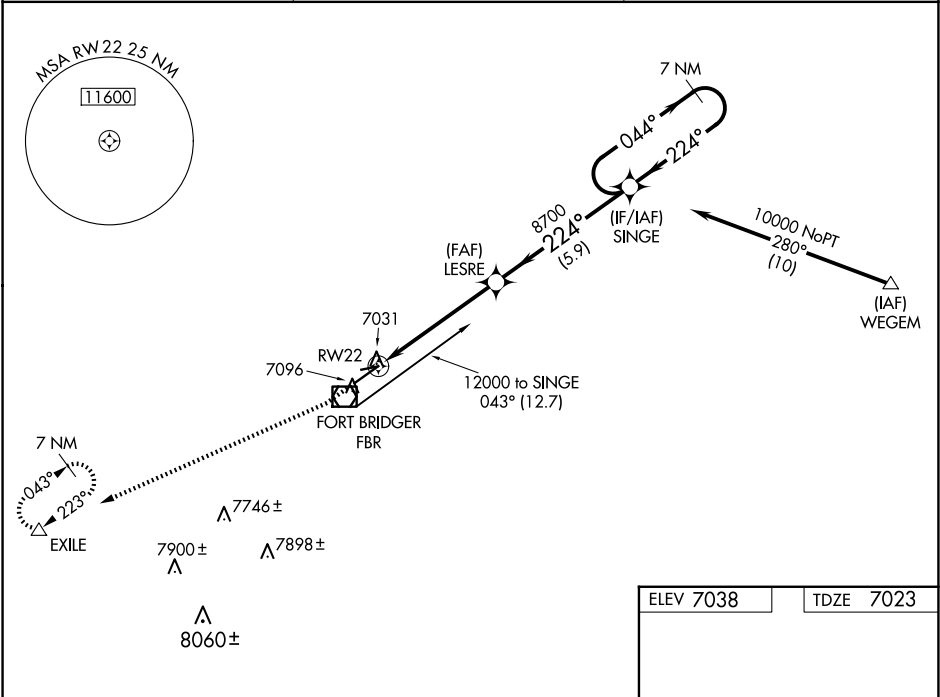 MSA RW22 25 NM
11600
7 NM
044°
224°
(IF/IAF)
SINGE
8700
224°
(5.9)
10000 NoPT
280°
(10)
(IAF)
WEGEM
(FAF)
LESRE
7031
RW22
7096
12000 to SINGE
043° (12.7)
FORT BRIDGER
FBR
7 NM
043°
223°
EXILE
7746±
7900±
7898±
8060±
ELEV 7038
TDZE 7023